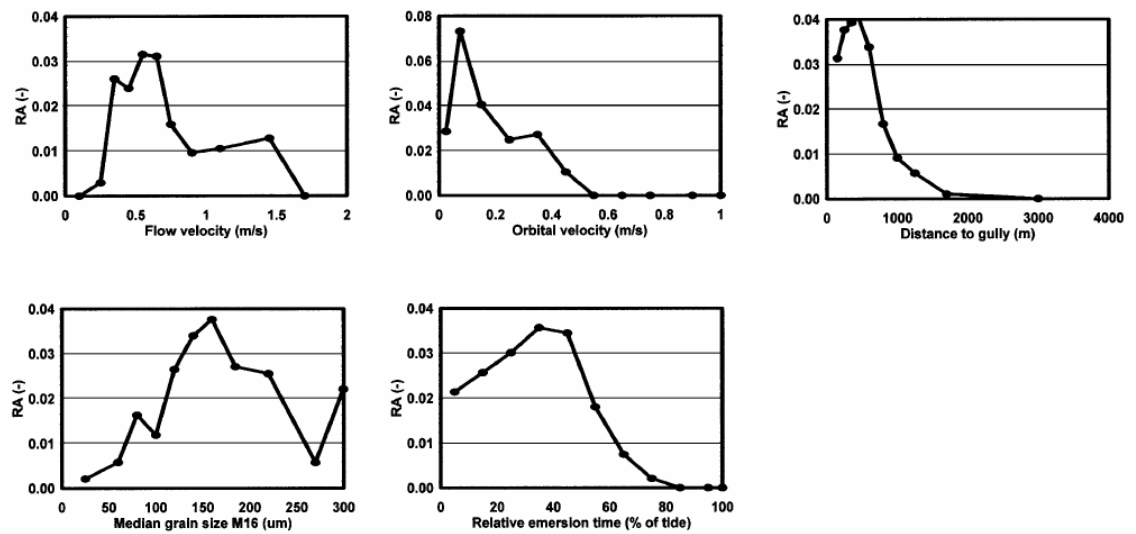 0.04
0.03
0.02
0.01
0.00
RA (-)
0 0.5 1 1.5 2
Flow velocity (m/s)
0.08
0.06
0.04
0.02
0.00
RA (-)
0 0.2 0.4 0.6 0.8 1
Orbital velocity (m/s)
0.04
0.03
0.02
0.01
0.00
RA (-)
0 1000 2000 3000 4000
Distance to gully (m)
0.04
0.03
0.02
0.01
0.00
RA (-)
0 50 100 150 200 250 300
Median grain size M16 (um)
0.04
0.03
0.02
0.01
0.00
RA (-)
0 20 40 60 80 100
Relative emersion time (% of tide)